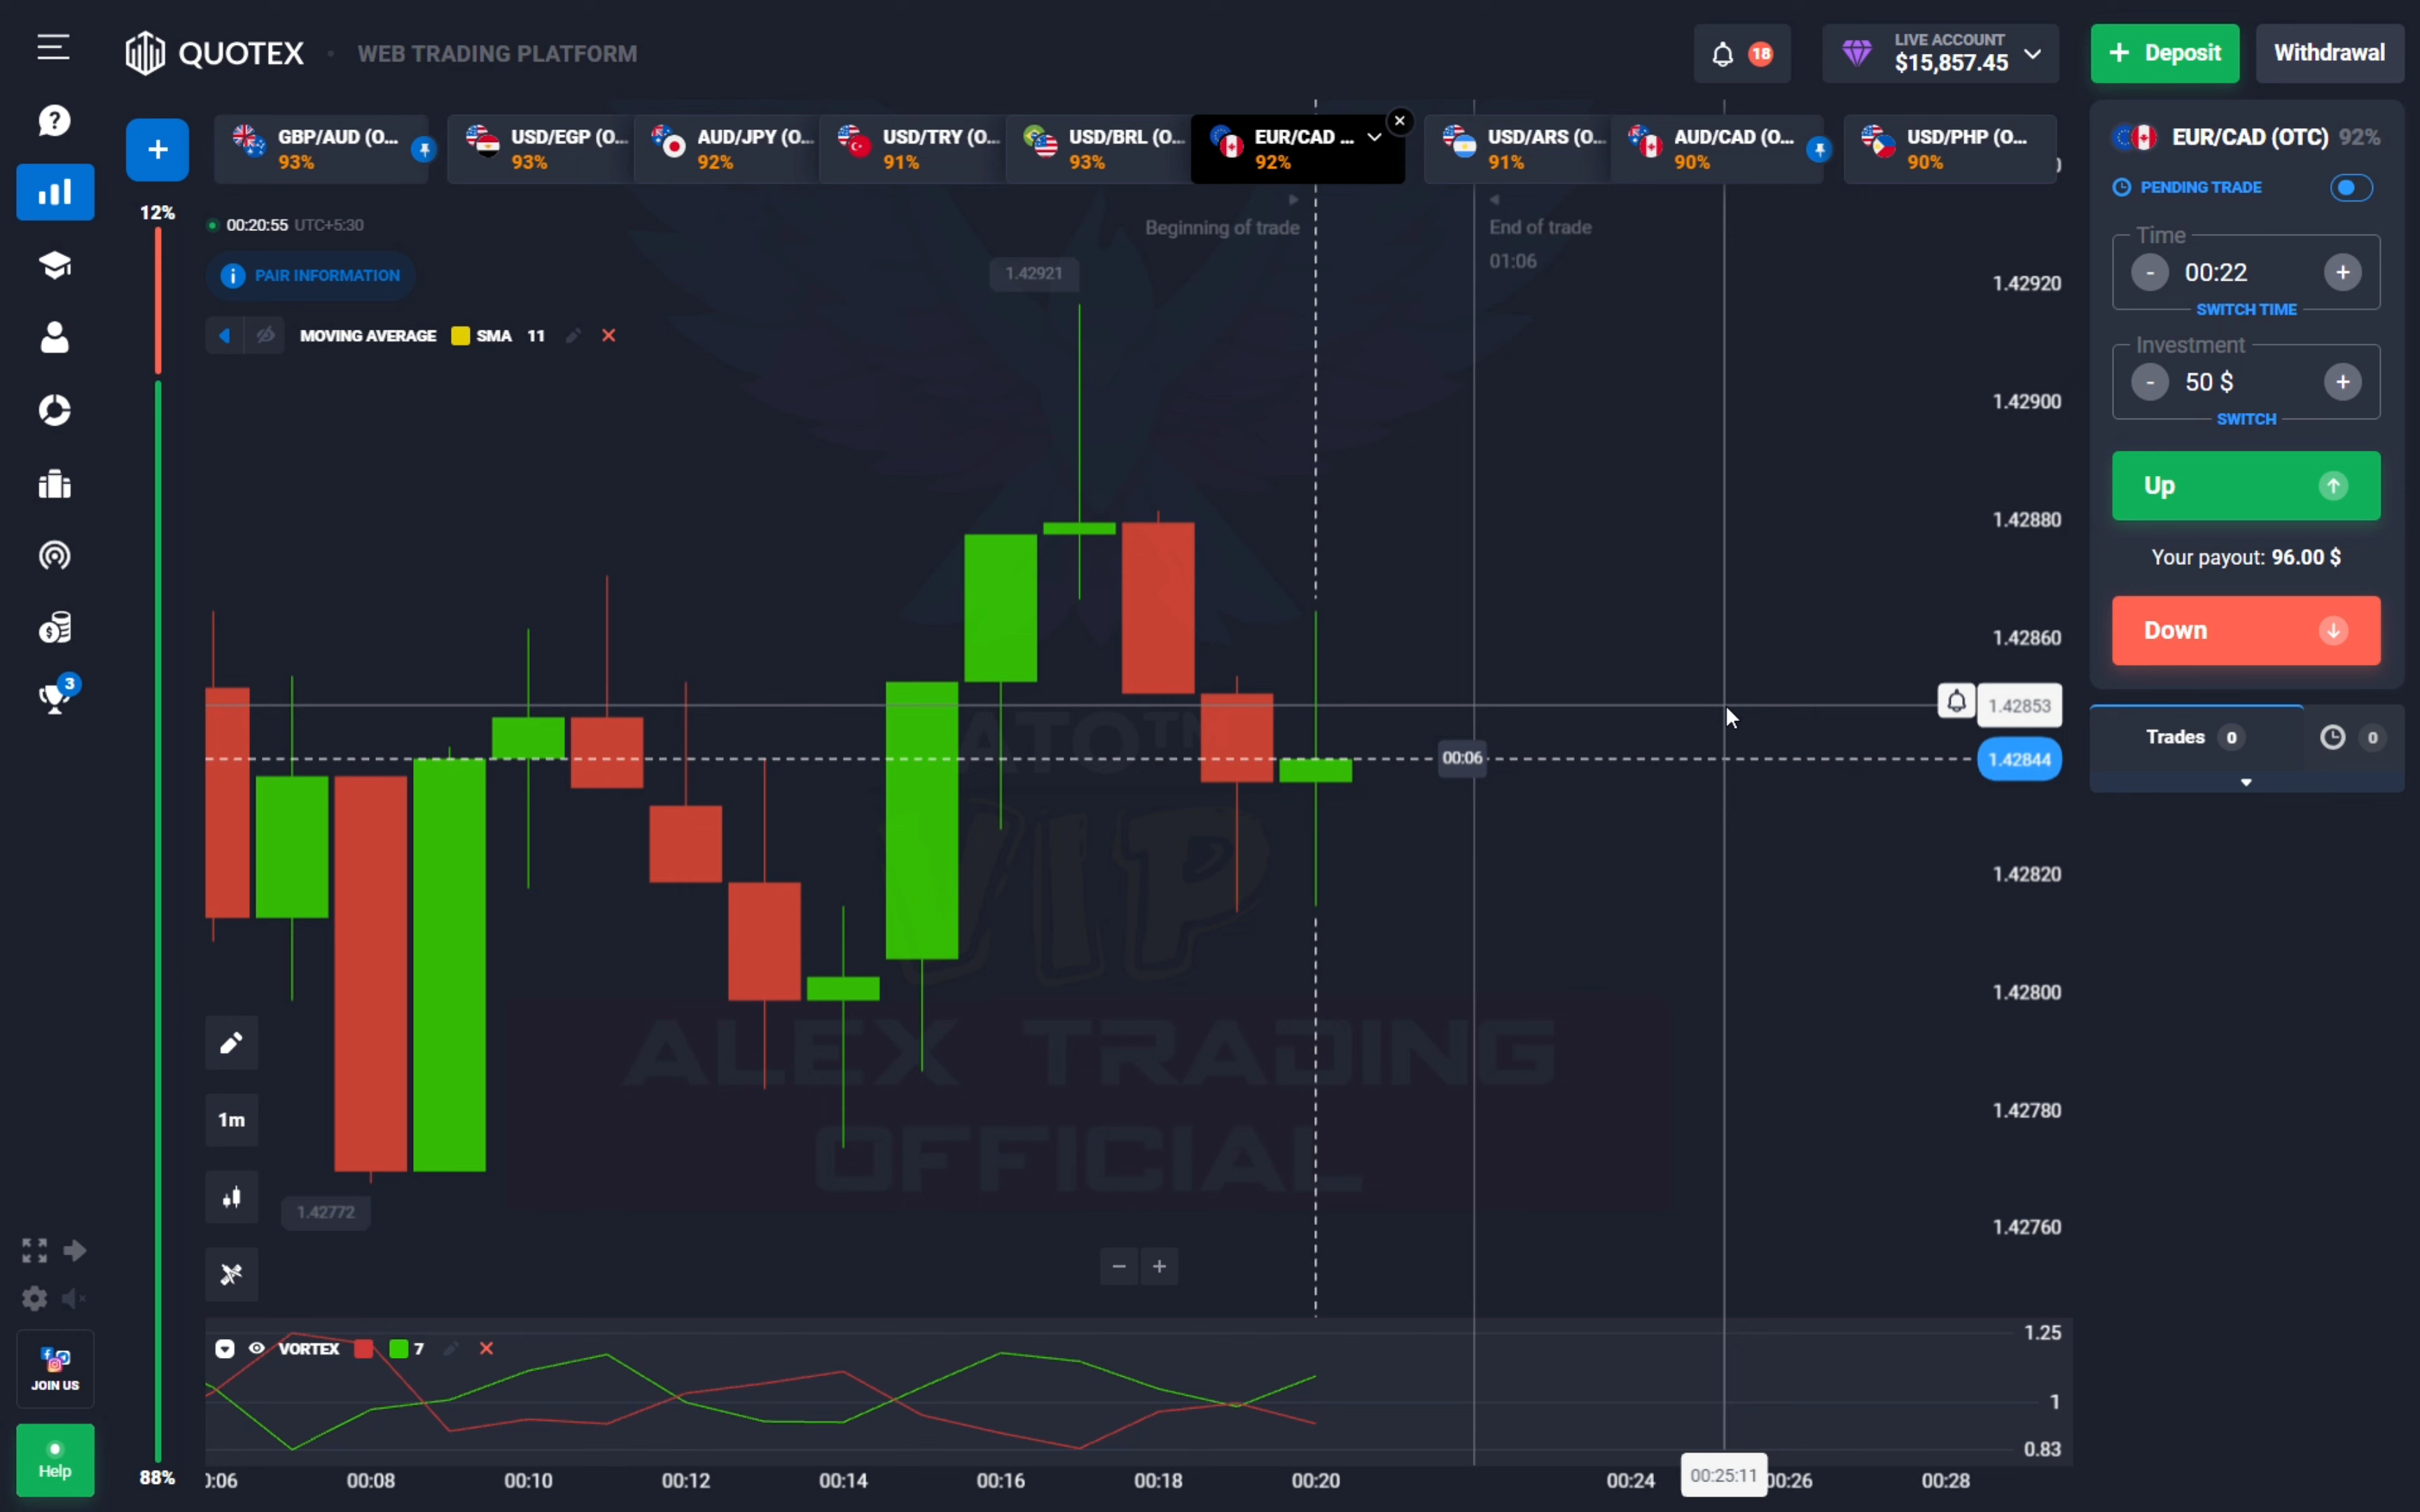 QUOTEX • WEB TRADING PLATFORM
18
LIVE ACCOUNT
$15,857.45
+ Deposit
Withdrawal
+
GBP/AUD (O...
93%
USD/EGP (O...
93%
AUD/JPY (O...
92%
USD/TRY (O...
91%
USD/BRL (O...
93%
EUR/CAD ...
92%
USD/ARS (O...
91%
AUD/CAD (O...
90%
USD/PHP (O...
90%
EUR/CAD (OTC) 92%
PENDING TRADE
Time
- 00:22 +
SWITCH TIME
Investment
- 50 $ +
SWITCH
Up
Your payout: 96.00 $
Down
Trades 0
0
12%
00:20:55 UTC+5:30
PAIR INFORMATION
MOVING AVERAGE SMA 11
Beginning of trade
End of trade
01:06
1.42921
1.42920
1.42900
1.42880
1.42860
1.42853
1.42844
00:06
1.42820
1.42800
1.42780
1.42760
ATO™
VIP
ALEX TRADING
OFFICIAL
3
1m
1.42772
− +
JOIN US
Help
88%
VORTEX 7
1.25
1
0.83
0:06
00:08
00:10
00:12
00:14
00:16
00:18
00:20
00:24
00:25:11
00:26
00:28